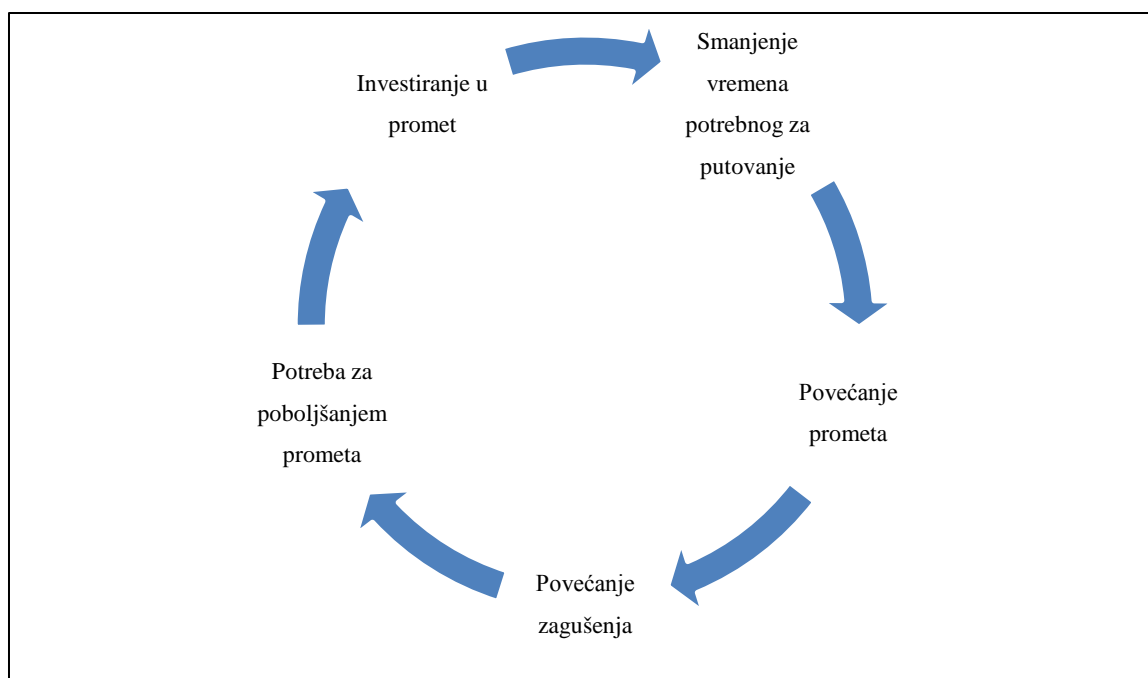 Investiranje u
promet
Smanjenje
vremena
potrebnog za
putovanje
Povećanje
prometa
Povećanje
zagušenja
Potreba za
poboljšanjem
prometa